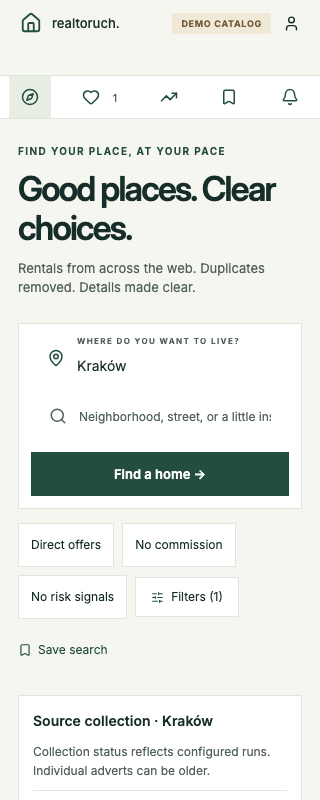 realtoruch.
DEMO CATALOG
1
FIND YOUR PLACE, AT YOUR PACE
Good places. Clear
choices.
Rentals from across the web. Duplicates
removed. Details made clear.
WHERE DO YOU WANT TO LIVE?
Kraków
Neighborhood, street, or a little
Find a home →
Direct offers
No commission
No risk signals
Filters (1)
Save search
Source collection · Kraków
Collection status reflects configured runs.
Individual adverts can be older.